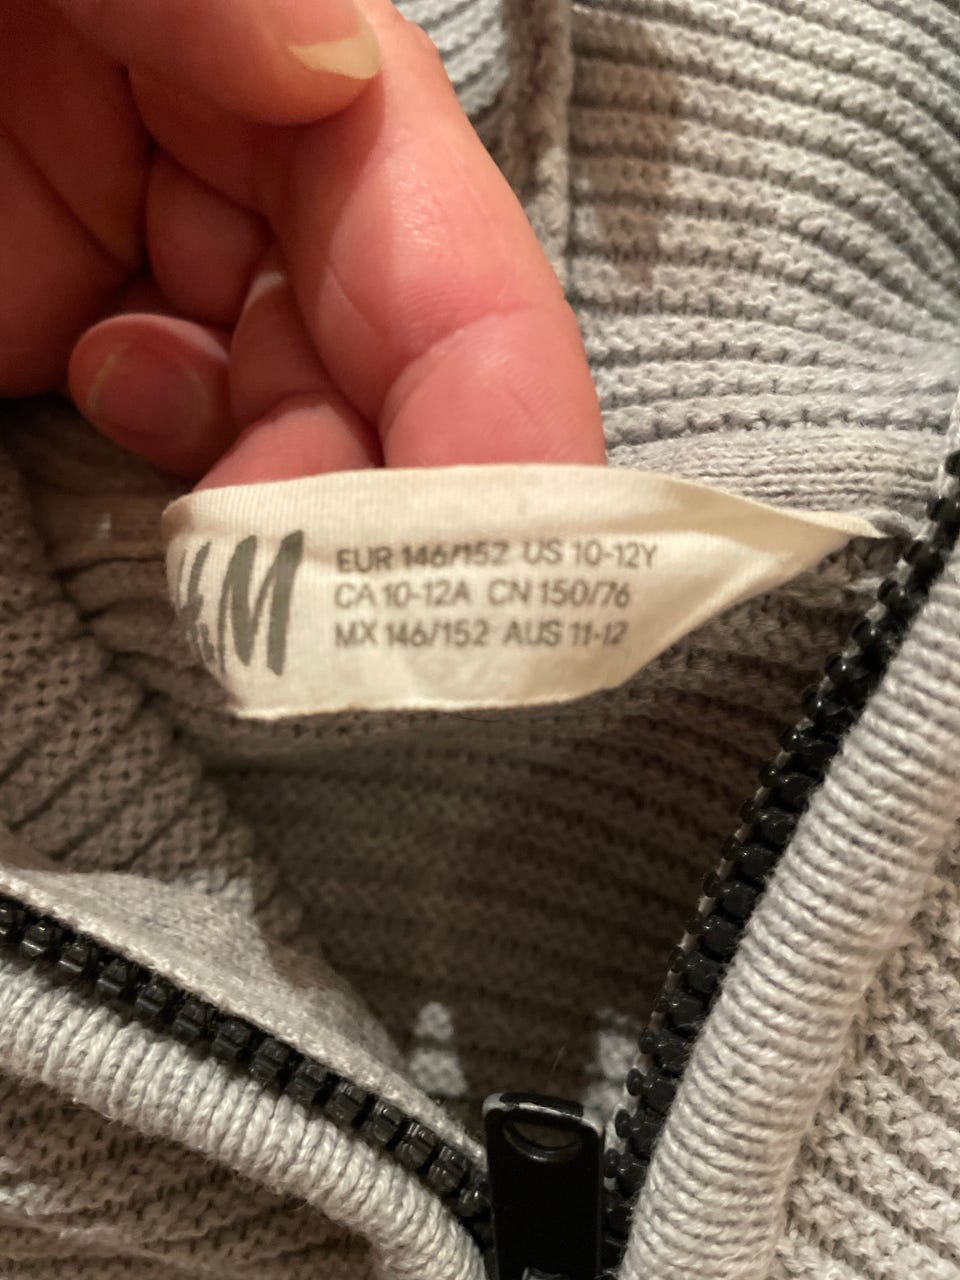 H&M
EUR 146/152 US 10-12Y
CA 10-12A CN 150/76
MX 146/152 AUS 11-12